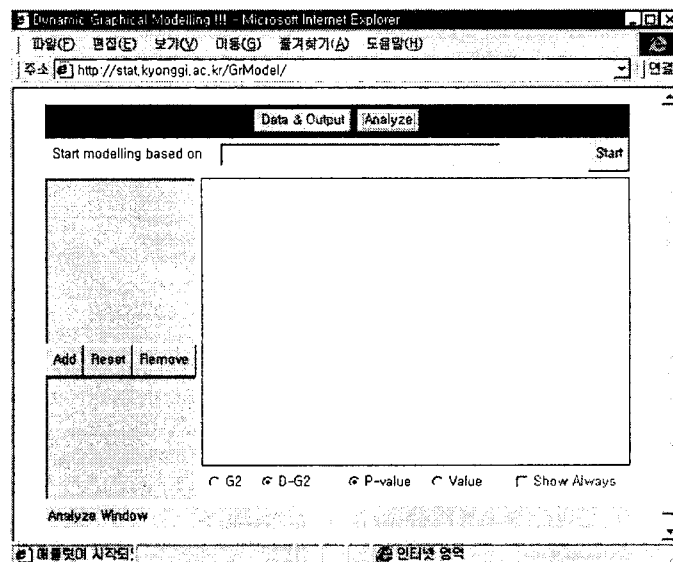 Dynamic Graphical Modelling !!! - Microsoft Internet Explorer
파일(F) 편집(E) 보기(V) 이동(G) 즐겨찾기(A) 도움말(H)
주소 http://stat.kyonggi.ac.kr/GrModel/ 연결
Data & Output Analyze
Start modelling based on Start
Add Reset Remove
G2 D-G2 P-value Value Show Always
Analyze Window
애플릿이 시작되! 인터넷 영역